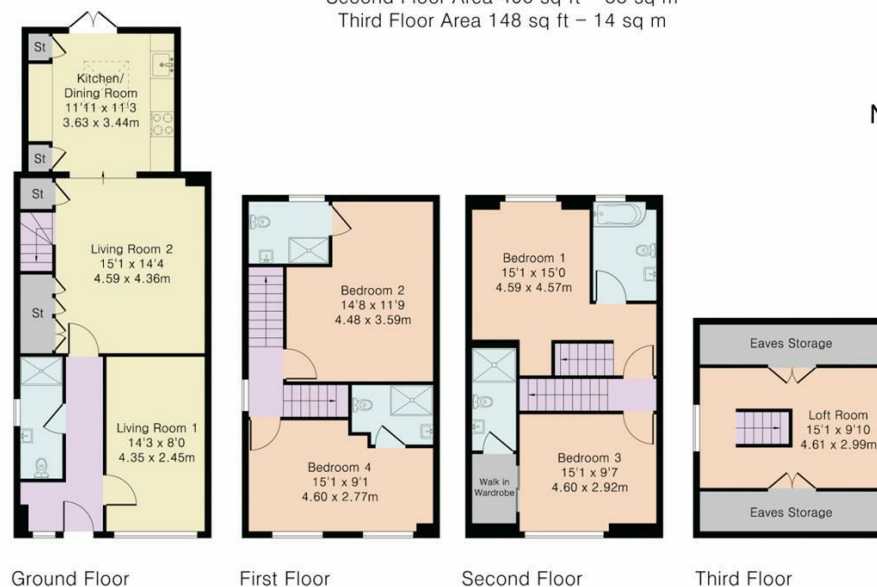 Third Floor Area 148 sq ft – 14 sq m
St
Kitchen/
Dining Room
11'11 x 11'3
3.63 x 3.44m
St
St
Living Room 2
15'1 x 14'4
4.59 x 4.36m
St
Living Room 1
14'3 x 8'0
4.35 x 2.45m
Ground Floor
Bedroom 2
14'8 x 11'9
4.48 x 3.59m
Bedroom 4
15'1 x 9'1
4.60 x 2.77m
First Floor
Bedroom 1
15'1 x 15'0
4.59 x 4.57m
Bedroom 3
15'1 x 9'7
4.60 x 2.92m
Walk in
Wardrobe
Second Floor
Eaves Storage
Loft Room
15'1 x 9'10
4.61 x 2.99m
Eaves Storage
Third Floor